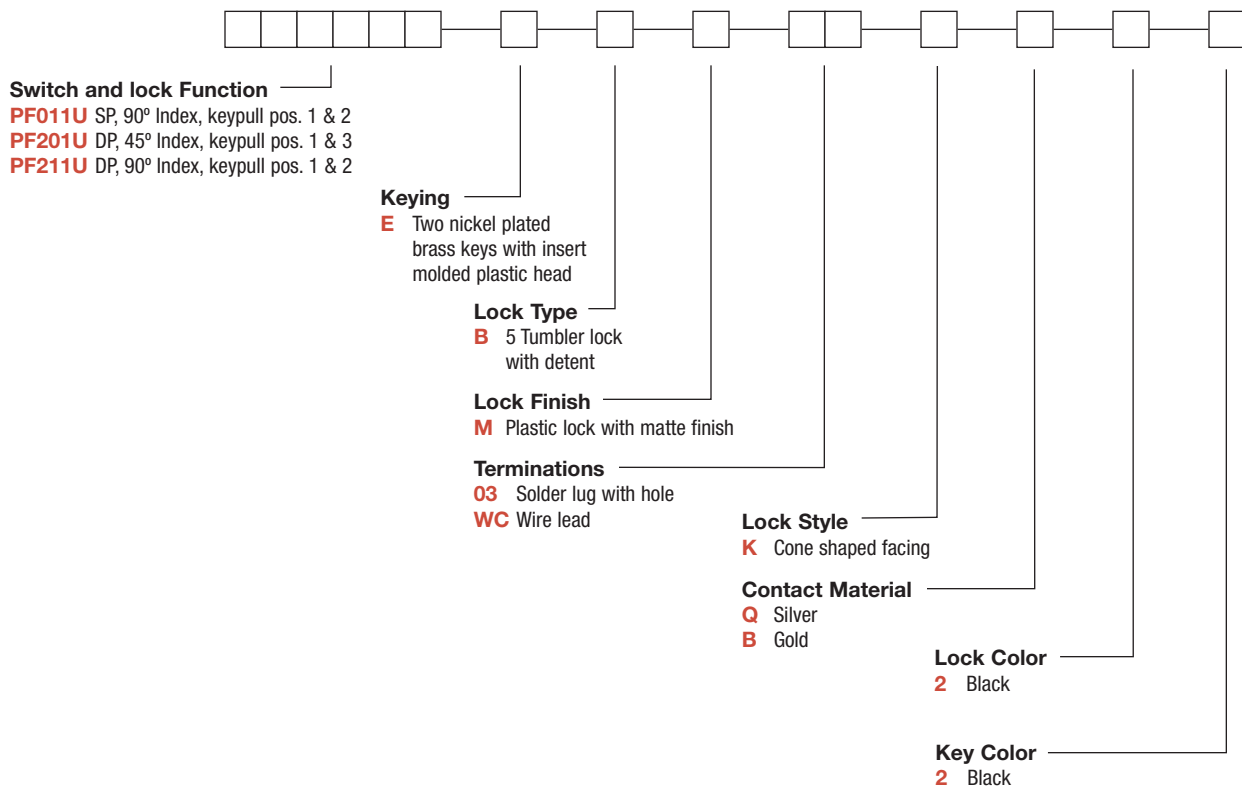 Switch and lock Function
PF011U SP, 90º Index, keypull pos. 1 & 2
PF201U DP, 45º Index, keypull pos. 1 & 3
PF211U DP, 90º Index, keypull pos. 1 & 2
Keying
E Two nickel plated
brass keys with insert
molded plastic head
Lock Type
B 5 Tumbler lock
with detent
Lock Finish
M Plastic lock with matte finish
Terminations
03 Solder lug with hole
WC Wire lead
Lock Style
K Cone shaped facing
Contact Material
Q Silver
B Gold
Lock Color
2 Black
Key Color
2 Black